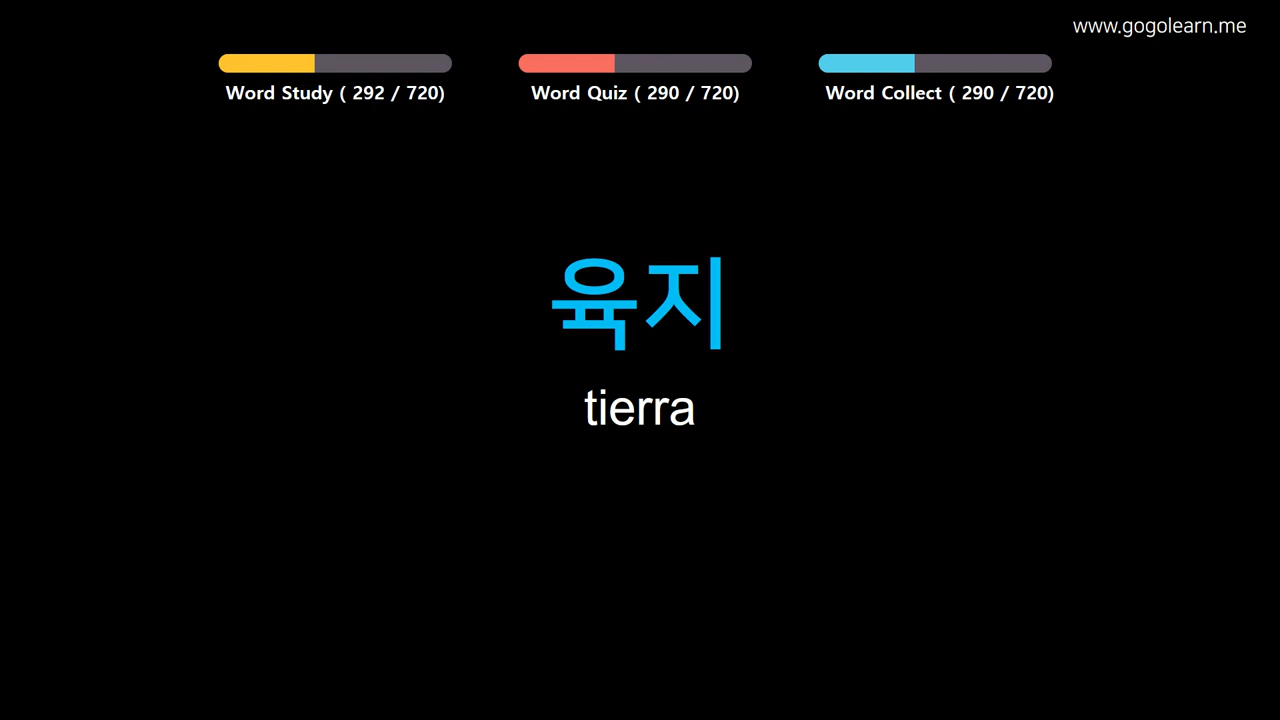 www.gogolearn.me
Word Study ( 292 / 720)
Word Quiz ( 290 / 720)
Word Collect ( 290 / 720)
육지
tierra